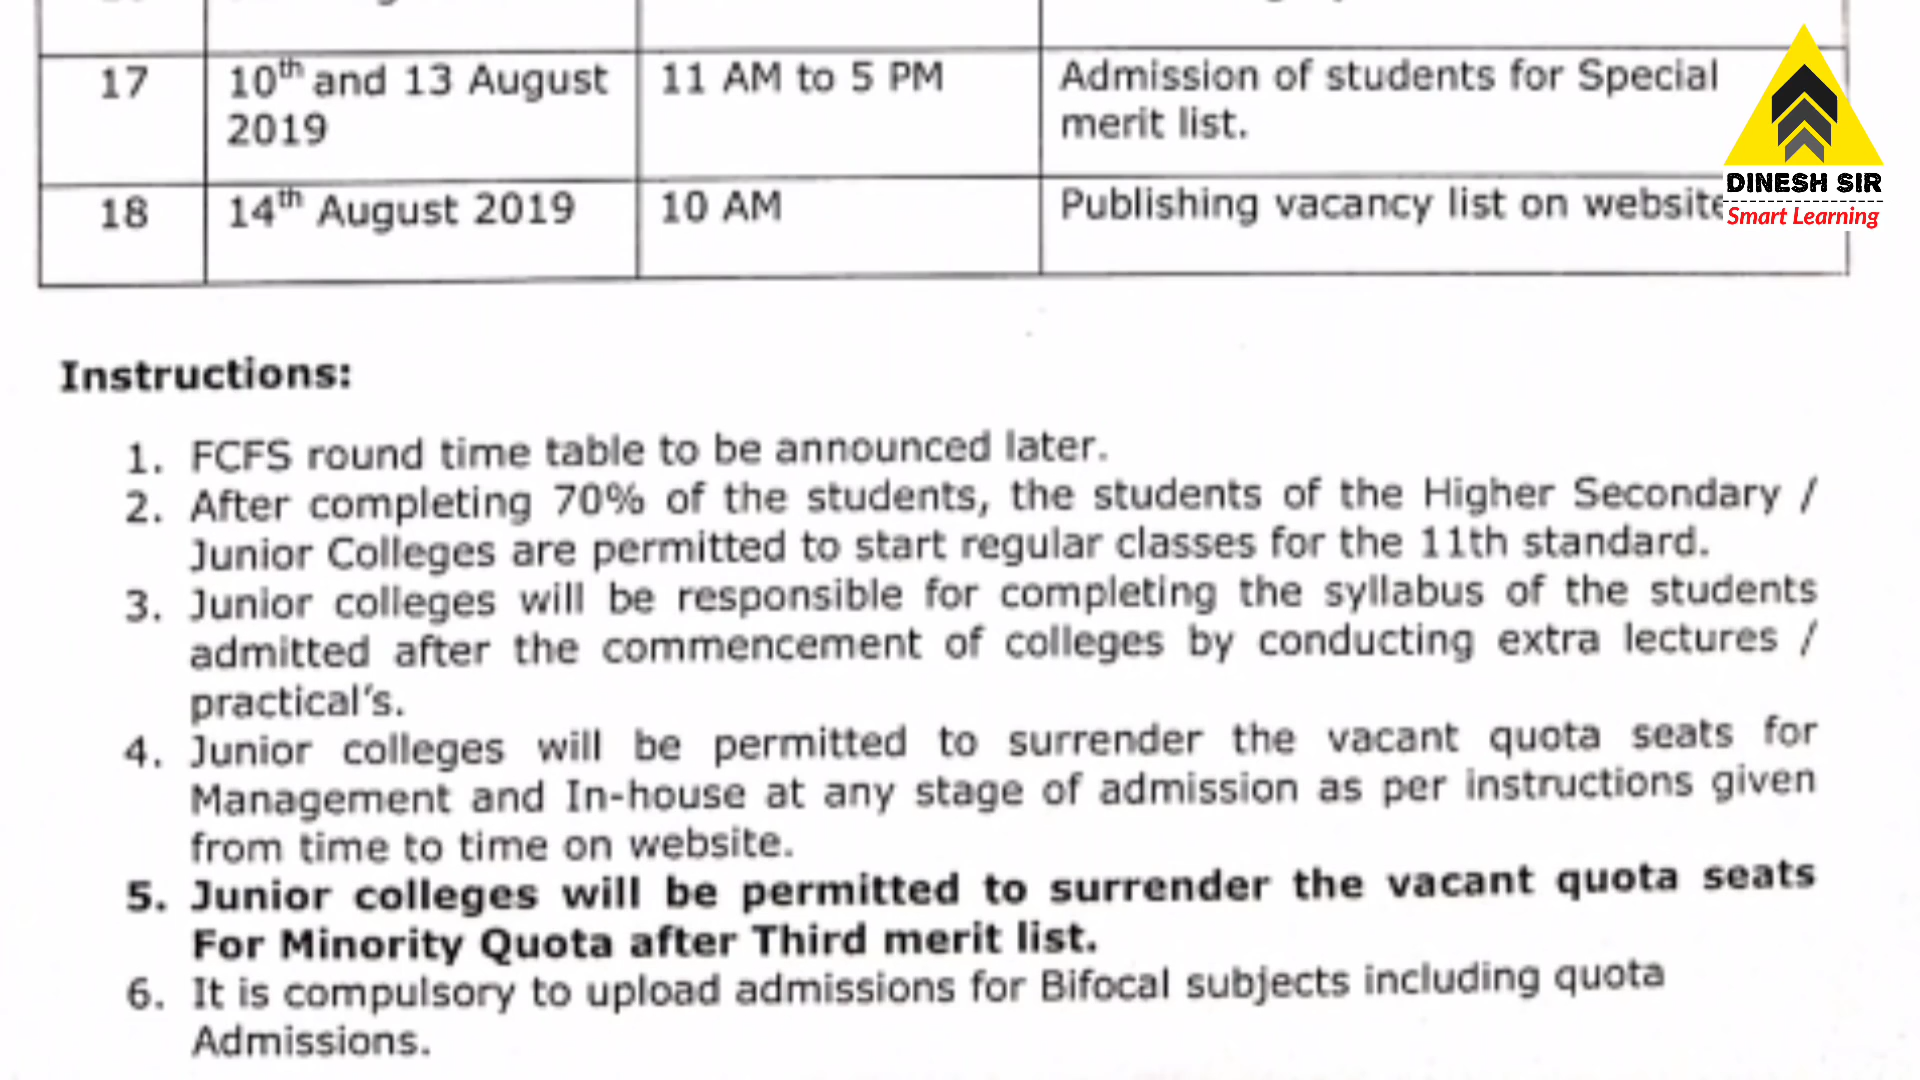 17 10th and 13 August 11 AM to 5 PM Admission of students for Special
2019 merit list.
18 14th August 2019 10 AM Publishing vacancy list on website
DINESH SIR
Smart Learning
Instructions:
1. FCFS round time table to be announced later.
2. After completing 70% of the students, the students of the Higher Secondary /
Junior Colleges are permitted to start regular classes for the 11th standard.
3. Junior colleges will be responsible for completing the syllabus of the students
admitted after the commencement of colleges by conducting extra lectures /
practical's.
4. Junior colleges will be permitted to surrender the vacant quota seats for
Management and In-house at any stage of admission as per instructions given
from time to time on website.
5. Junior colleges will be permitted to surrender the vacant quota seats
For Minority Quota after Third merit list.
6. It is compulsory to upload admissions for Bifocal subjects including quota
Admissions.